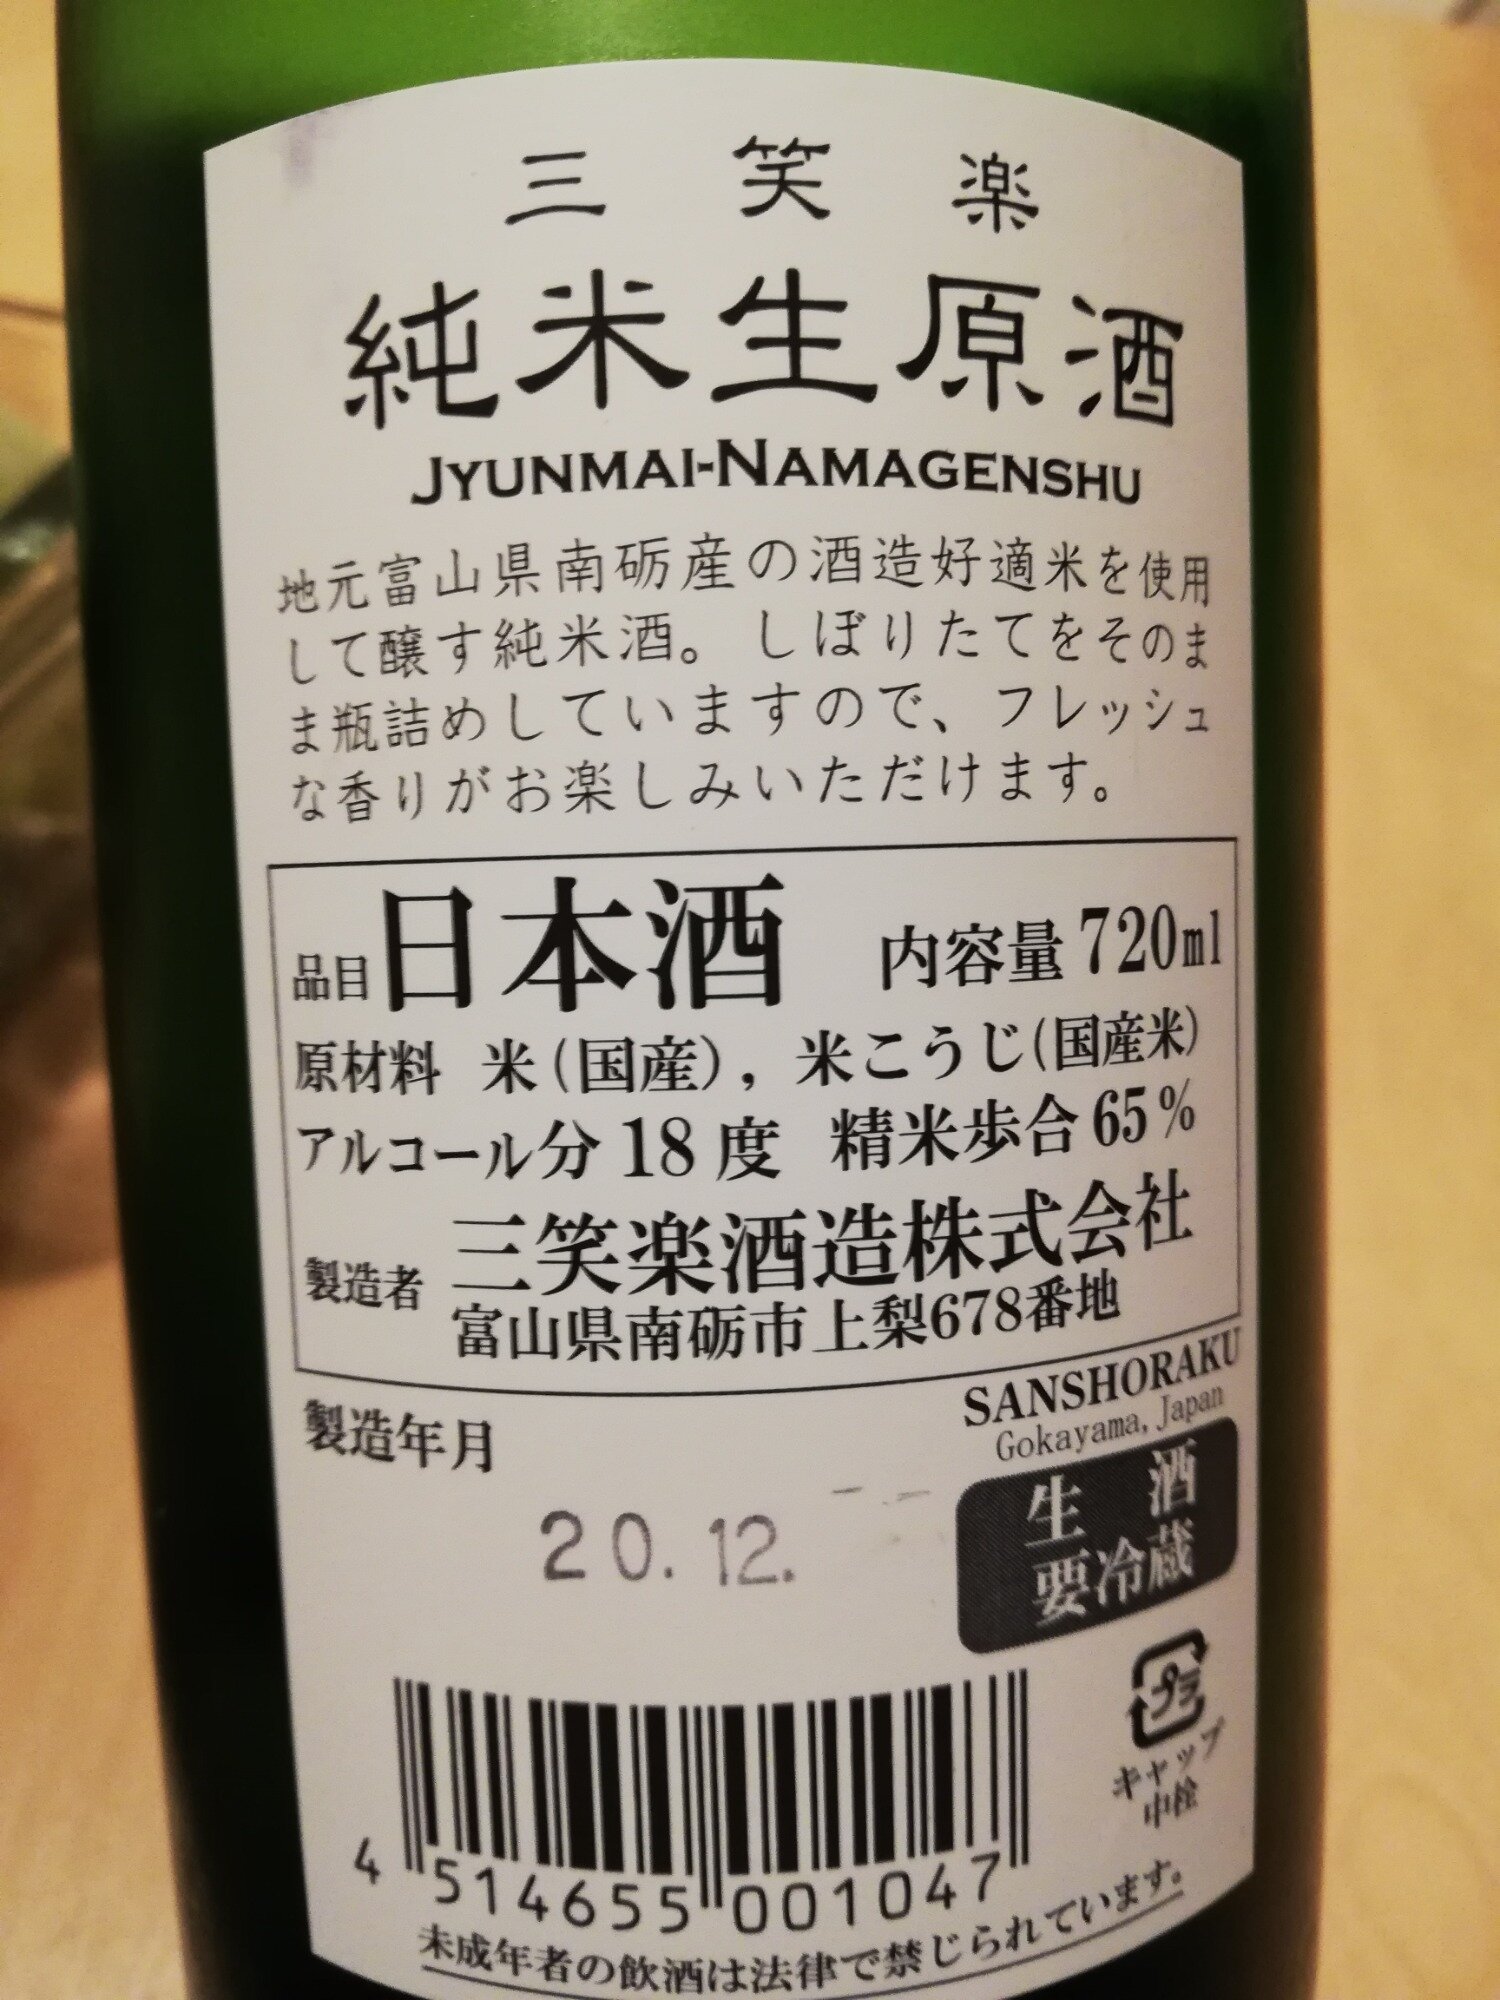 三笑楽
純米生原酒
JYUNMAI-NAMAGENSHU
地元富山県南砺産の酒造好適米を使用
して醸す純米酒。しぼりたてをそのま
ま瓶詰めしていますので、フレッシュ
な香りがお楽しみいただけます。
品目 日本酒 内容量 720ml
原材料 米(国産), 米こうじ(国産米)
アルコール分 18 度 精米歩合 65%
製造者 三笑楽酒造株式会社
富山県南砺市上梨678番地
SANSHORAKU
Gokayama, Japan
製造年月
20.12.
生酒
要冷蔵
プラ
キャップ
中栓
4 514655 001047
未成年者の飲酒は法律で禁じられています。